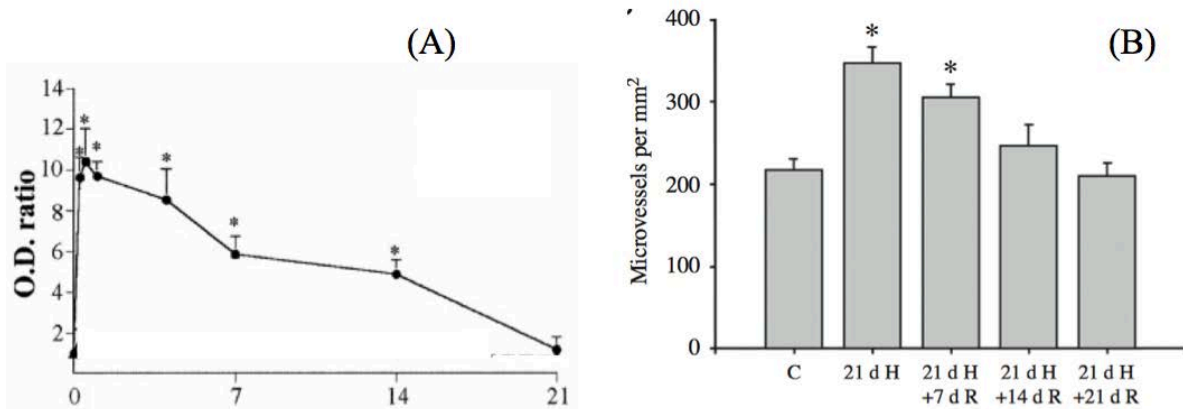 (A)
14
12
10
8
6
4
2
O.D. ratio
0 7 14 21
* * * * * *
(B)
400
300
200
100
0
Microvessels per mm²
* *
C 21 d H 21 d H 21 d H 21 d H
+7 d R +14 d R +21 d R